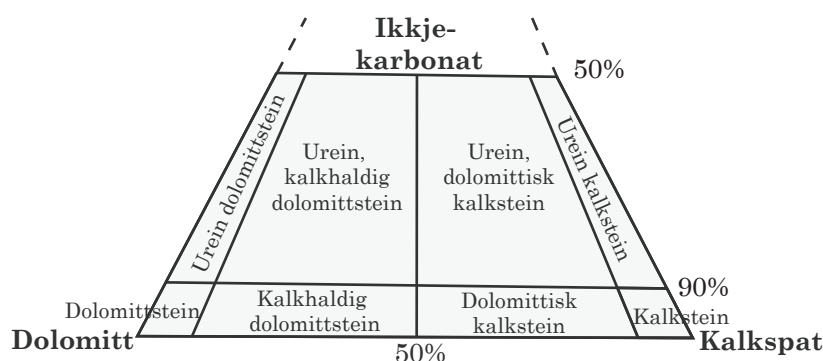 Ikkje-
karbonat
50%
Urein dolomittstein
Urein,
kalkhaldig
dolomittstein
Urein,
dolomittisk
kalkstein
Urein kalkstein
90%
Dolomittstein
Kalkhaldig
dolomittstein
Dolomittisk
kalkstein
Kalkstein
Dolomitt
50%
Kalkspat